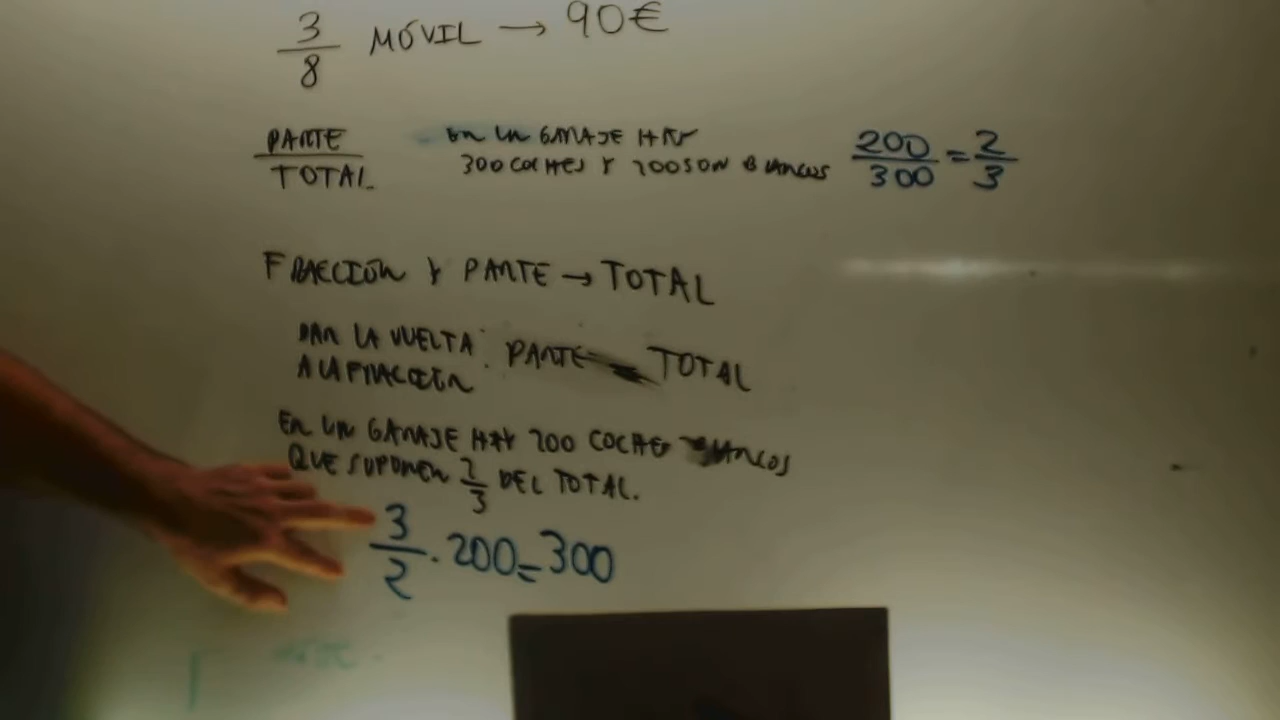 3/8 MÓVIL → 90€
PARTE/TOTAL EN UN GARAJE HAY
300 COCHES Y 200 SON BLANCOS 200/300 = 2/3
FRACCIÓN Y PARTE → TOTAL
DAR LA VUELTA : PARTE TOTAL
A LA FRACCIÓN
EN UN GARAJE HAY 200 COCHES BLANCOS
QUE SUPONEN 2/3 DEL TOTAL.
3/2 . 200 = 300